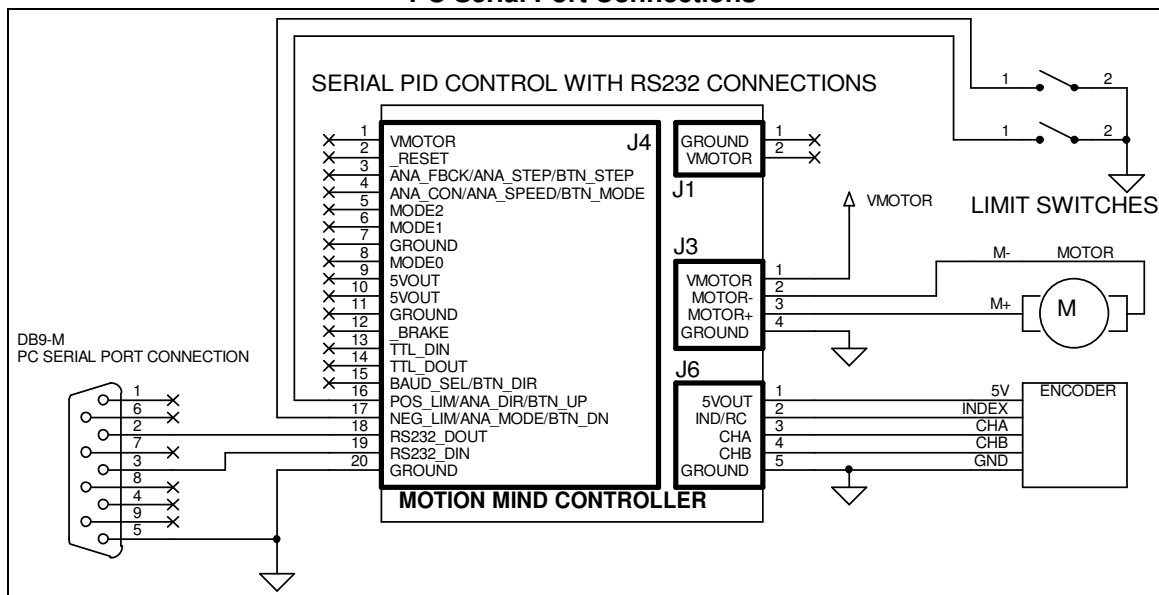 PC Serial Port Connections
SERIAL PID CONTROL WITH RS232 CONNECTIONS
J4
1 VMOTOR
2 _RESET
3 ANA_FBCK/ANA_STEP/BTN_STEP
4 ANA_CON/ANA_SPEED/BTN_MODE
5 MODE2
6 MODE1
7 GROUND
8 MODE0
9 5VOUT
10 5VOUT
11 GROUND
12 _BRAKE
13 TTL_DIN
14 TTL_DOUT
15 BAUD_SEL/BTN_DIR
16 POS_LIM/ANA_DIR/BTN_UP
17 NEG_LIM/ANA_MODE/BTN_DN
18 RS232_DOUT
19 RS232_DIN
20 GROUND
MOTION MIND CONTROLLER
GROUND 1
VMOTOR 2
J1
J3
VMOTOR 1
MOTOR- 2
MOTOR+ 3
GROUND 4
J6
5VOUT 1
IND/RC 2
CHA 3
CHB 4
GROUND 5
1 2
1 2
LIMIT SWITCHES
VMOTOR
M- MOTOR
M+ M
5V ENCODER
INDEX
CHA
CHB
GND
DB9-M
PC SERIAL PORT CONNECTION
1
6
2
7
3
8
4
9
5